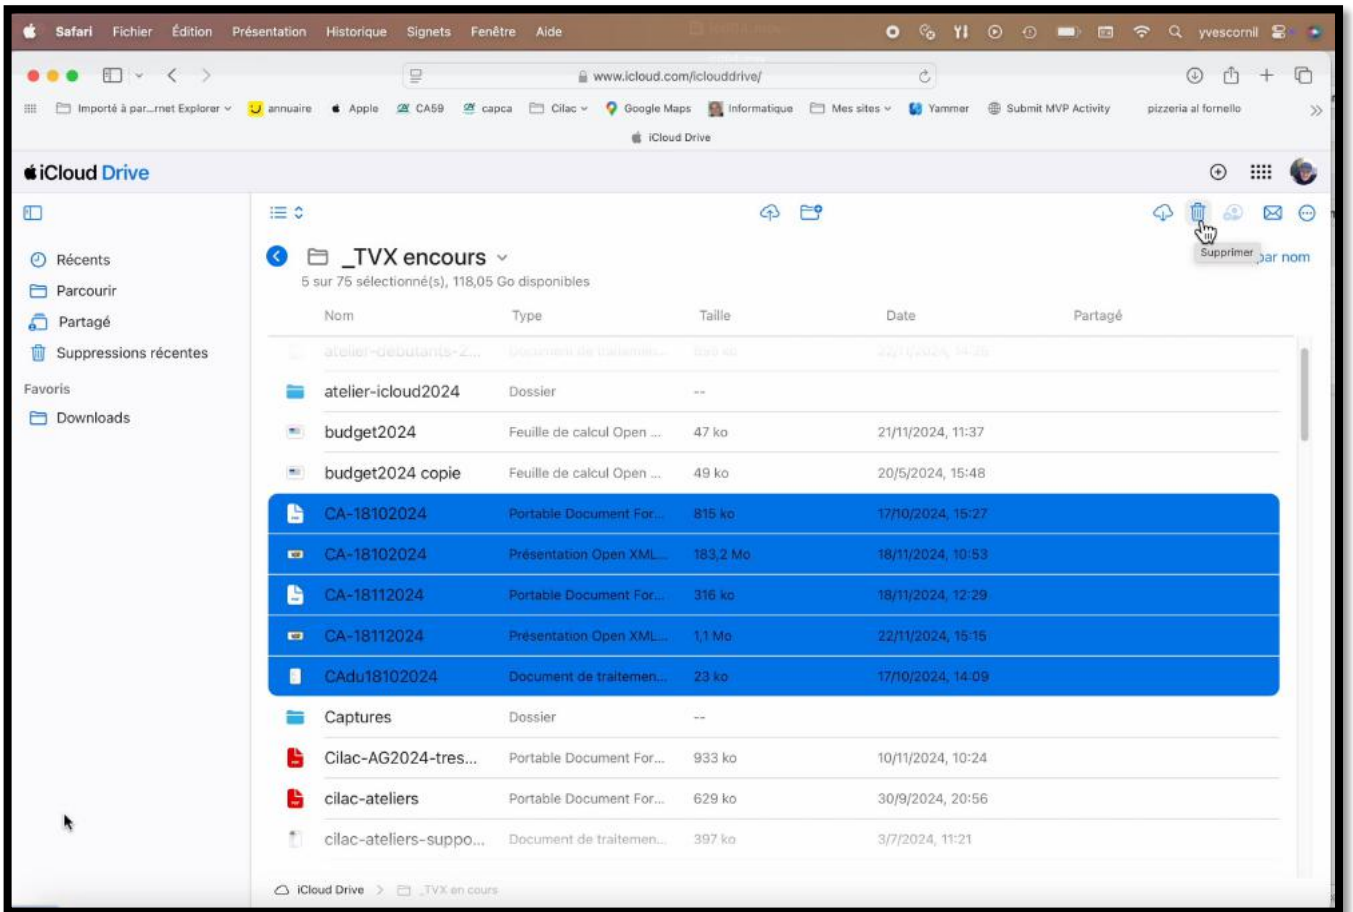 Safari Fichier Édition Présentation Historique Signets Fenêtre Aide yvescornil
www.icloud.com/iclouddrive/
Importé à par...rnet Explorer annuaire Apple CA59 capca Cilac Google Maps Informatique Mes sites Yammer Submit MVP Activity pizzeria al fornello
iCloud Drive
iCloud Drive
Récents
Parcourir
Partagé
Suppressions récentes
Favoris
Downloads
Supprimer
par nom
_TVX encours
5 sur 75 sélectionné(s), 118,05 Go disponibles
Nom Type Taille Date Partagé
atelier-debutants-2... Document de traitemen...
atelier-icloud2024 Dossier --
budget2024 Feuille de calcul Open ... 47 ko 21/11/2024, 11:37
budget2024 copie Feuille de calcul Open ... 49 ko 20/5/2024, 15:48
CA-18102024 Portable Document For... 815 ko 17/10/2024, 15:27
CA-18102024 Présentation Open XML... 183,2 Mo 18/11/2024, 10:53
CA-18112024 Portable Document For... 316 ko 18/11/2024, 12:29
CA-18112024 Présentation Open XML... 1,1 Mo 22/11/2024, 15:15
CAdu18102024 Document de traitemen... 23 ko 17/10/2024, 14:09
Captures Dossier --
Cilac-AG2024-tres... Portable Document For... 933 ko 10/11/2024, 10:24
cilac-ateliers Portable Document For... 629 ko 30/9/2024, 20:56
cilac-ateliers-suppo... Document de traitemen... 397 ko 3/7/2024, 11:21
iCloud Drive > _TVX en cours